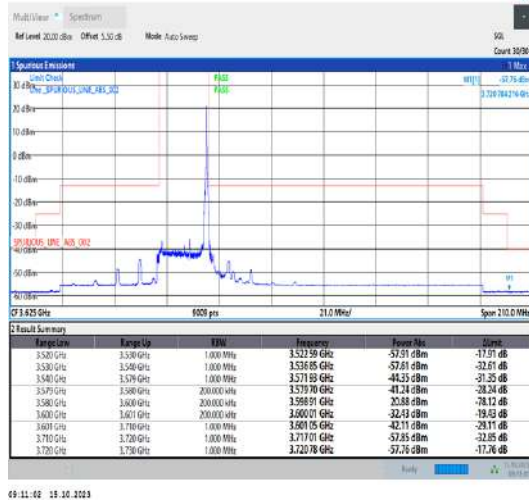 MultiView Spectrum
Ref Level 20.00 dBm Offset 5.50 dB Mode Auto Sweep SGL
Count 30/30
1 Spurious Emissions 1 Max
Limit Check PASS M1[1] -57.76 dBm
Line _SPURIOUS_LINE_ABS_002 PASS 3.720784216 GHz
30 dBm
20 dBm
10 dBm
0 dBm
-10 dBm
-20 dBm
-30 dBm
SPURIOUS_LINE_ABS_002
-40 dBm
-50 dBm
M1
-60 dBm
CF 3.625 GHz 9009 pts 21.0 MHz/ Span 210.0 MHz
2 Result Summary
Range Low Range Up RBW Frequency Power Abs ΔLimit
3.520 GHz 3.530 GHz 1.000 MHz 3.522 59 GHz -57.91 dBm -17.91 dB
3.530 GHz 3.540 GHz 1.000 MHz 3.536 85 GHz -57.61 dBm -32.61 dB
3.540 GHz 3.579 GHz 1.000 MHz 3.571 93 GHz -44.35 dBm -31.35 dB
3.579 GHz 3.580 GHz 200.000 kHz 3.579 70 GHz -41.24 dBm -28.24 dB
3.580 GHz 3.600 GHz 200.000 kHz 3.598 91 GHz 20.88 dBm -78.12 dB
3.600 GHz 3.601 GHz 200.000 kHz 3.600 01 GHz -32.43 dBm -19.43 dB
3.601 GHz 3.710 GHz 1.000 MHz 3.601 05 GHz -42.11 dBm -29.11 dB
3.710 GHz 3.720 GHz 1.000 MHz 3.717 01 GHz -57.85 dBm -32.85 dB
3.720 GHz 3.730 GHz 1.000 MHz 3.720 78 GHz -57.76 dBm -17.76 dB
Ready
09:11:02 15.10.2023